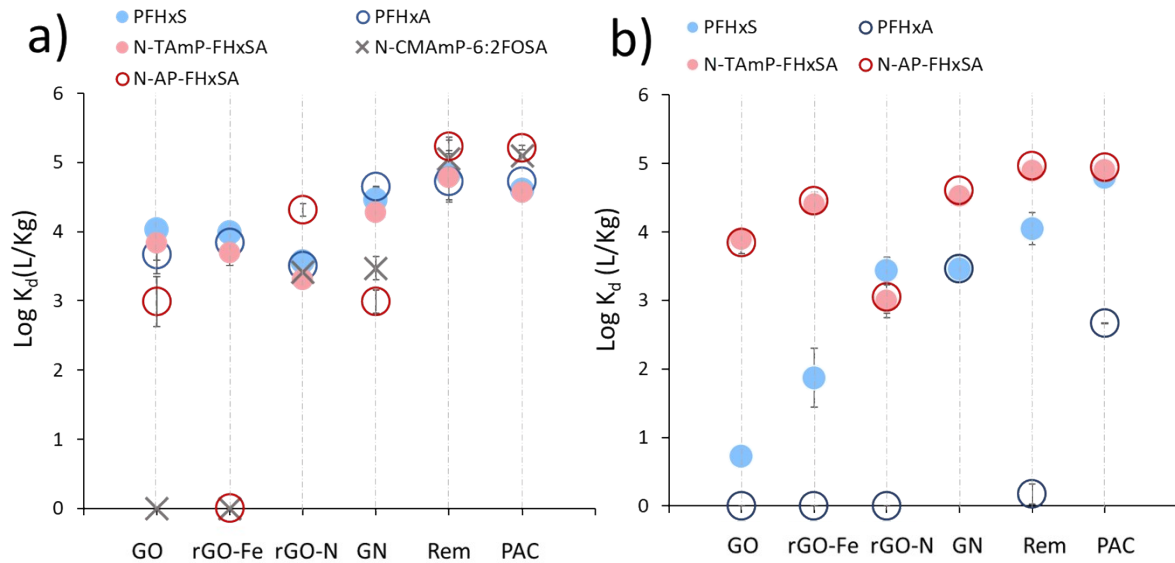 a)
PFHxS PFHxA
N-TAmP-FHxSA N-CMAmP-6:2FOSA
N-AP-FHxSA
Log Kd(L/Kg)
6
5
4
3
2
1
0
GO rGO-Fe rGO-N GN Rem PAC
b)
PFHxS PFHxA
N-TAmP-FHxSA N-AP-FHxSA
Log Kd (L/Kg)
6
5
4
3
2
1
0
GO rGO-Fe rGO-N GN Rem PAC